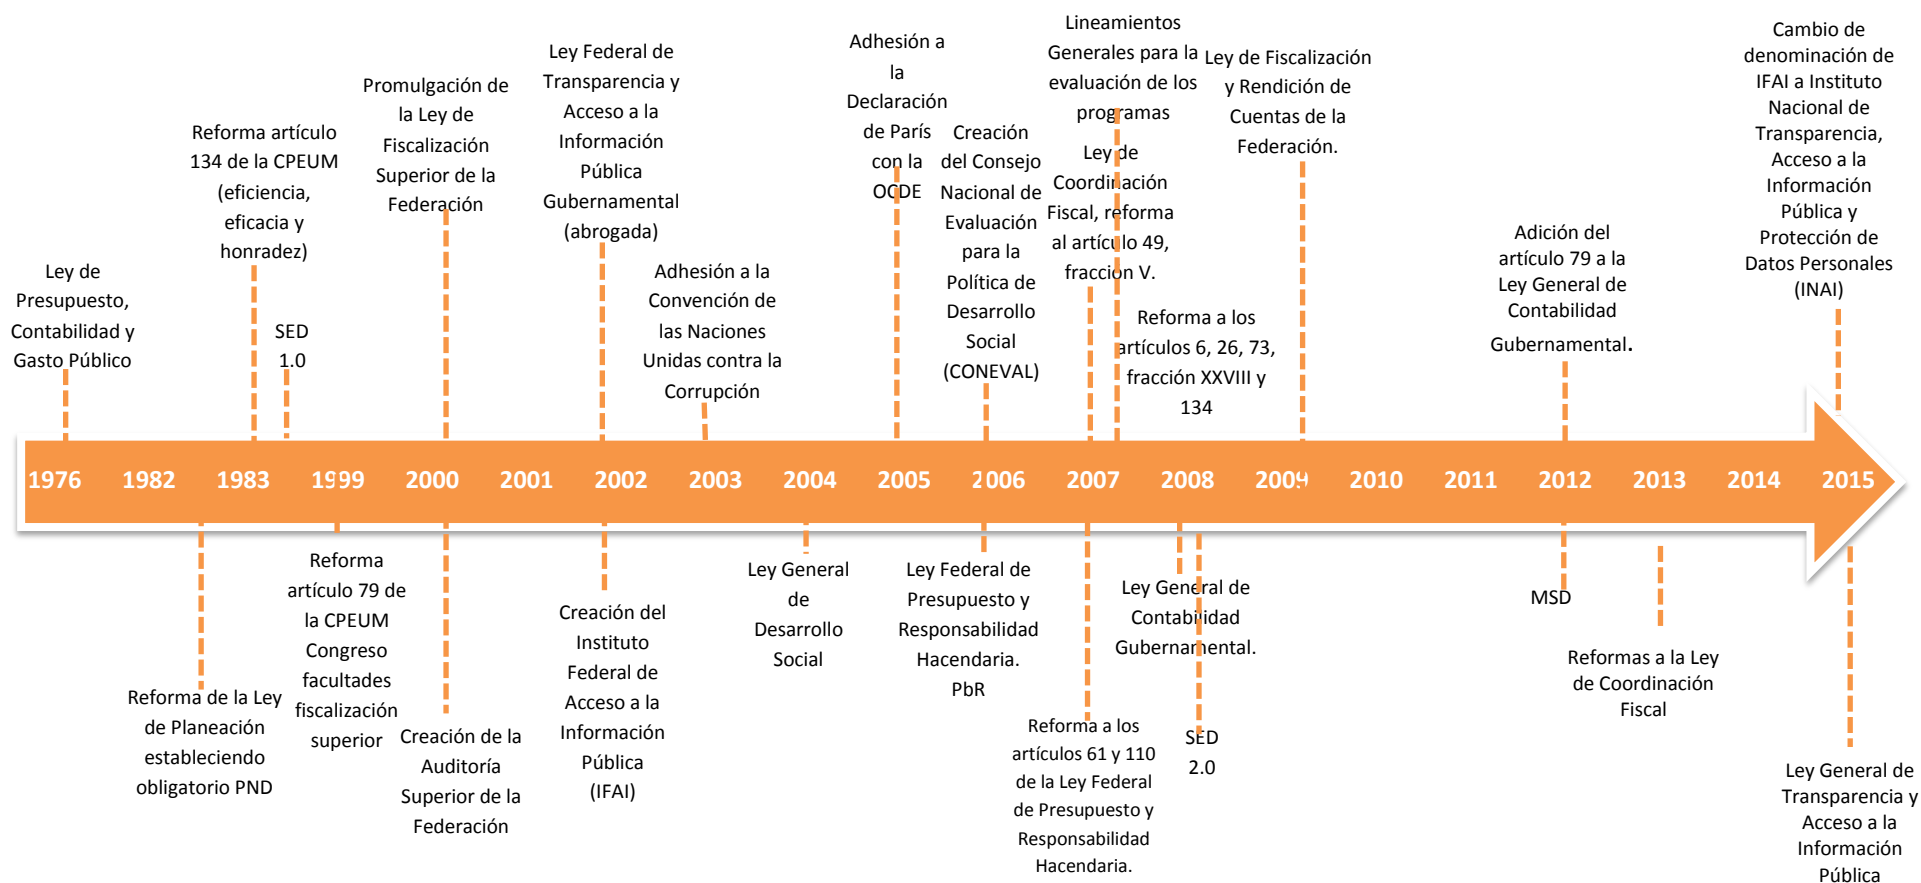 Ley de
Presupuesto,
Contabilidad y
Gasto Público
Reforma artículo
134 de la CPEUM
(eficiencia,
eficacia y
honradez)
SED
1.0
Promulgación de
la Ley de
Fiscalización
Superior de la
Federación
Ley Federal de
Transparencia y
Acceso a la
Información
Pública
Gubernamental
(abrogada)
Adhesión a la
Convención de
las Naciones
Unidas contra la
Corrupción
Adhesión a
la
Declaración
de París
con la
OCDE
Creación
del Consejo
Nacional de
Evaluación
para la
Política de
Desarrollo
Social
(CONEVAL)
Lineamientos
Generales para la
evaluación de los
programas
Ley de
Coordinación
Fiscal, reforma
al artículo 49,
fracción V.
Reforma a los
artículos 6, 26, 73,
fracción XXVIII y
134
Ley de Fiscalización
y Rendición de
Cuentas de la
Federación.
Adición del
artículo 79 a la
Ley General de
Contabilidad
Gubernamental.
Cambio de
denominación de
IFAI a Instituto
Nacional de
Transparencia,
Acceso a la
Información
Pública y
Protección de
Datos Personales
(INAI)
1976 1982 1983 1999 2000 2001 2002 2003 2004 2005 2006 2007 2008 2009 2010 2011 2012 2013 2014 2015
Reforma de la Ley
de Planeación
estableciendo
obligatorio PND
Reforma
artículo 79 de
la CPEUM
Congreso
facultades
fiscalización
superior
Creación de la
Auditoría
Superior de la
Federación
Creación del
Instituto
Federal de
Acceso a la
Información
Pública
(IFAI)
Ley General
de
Desarrollo
Social
Ley Federal de
Presupuesto y
Responsabilidad
Hacendaria.
PbR
Reforma a los
artículos 61 y 110
de la Ley Federal
de Presupuesto y
Responsabilidad
Hacendaria.
Ley General de
Contabilidad
Gubernamental.
SED
2.0
MSD
Reformas a la Ley
de Coordinación
Fiscal
Ley General de
Transparencia y
Acceso a la
Información
Pública